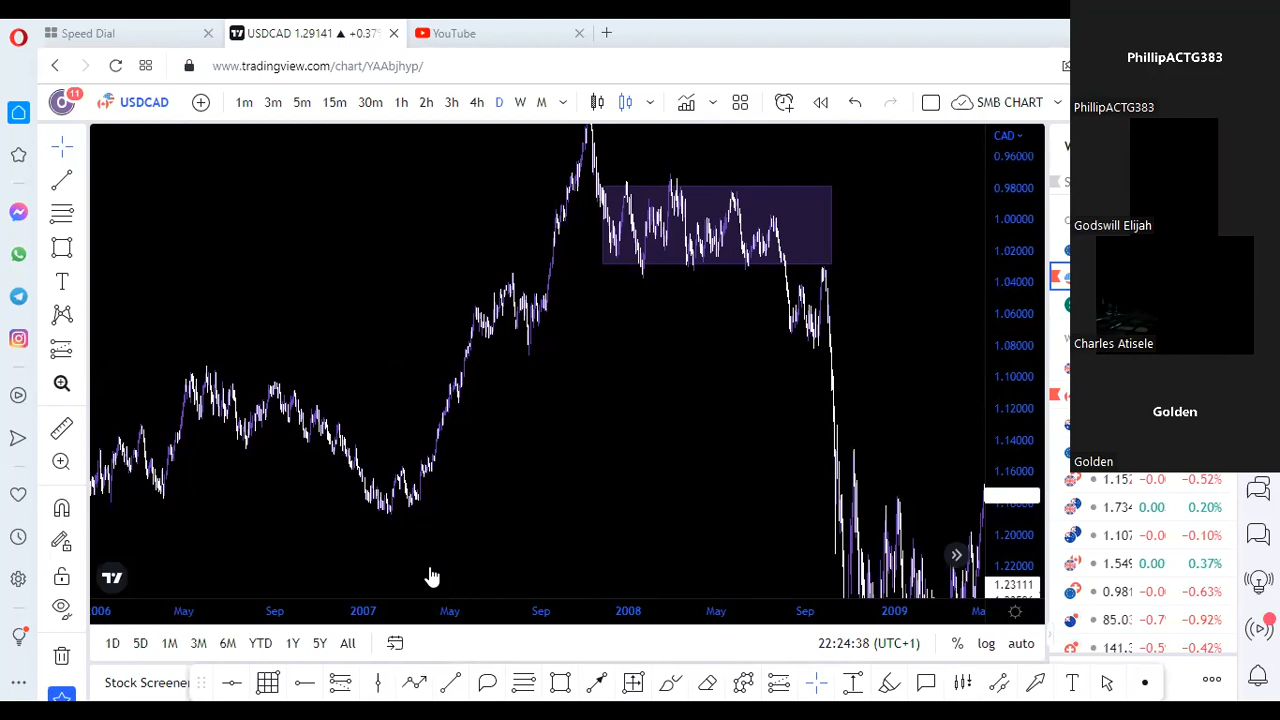 Speed Dial
USDCAD 1.29141 ▲ +0.37%
YouTube
www.tradingview.com/chart/YAAbjhyp/
11
USDCAD
1m 3m 5m 15m 30m 1h 2h 3h 4h D W M
SMB CHART
CAD
0.96000
0.98000
1.00000
1.02000
1.04000
1.06000
1.08000
1.10000
1.12000
1.14000
1.16000
1.20000
1.22000
1.23111
2006 May Sep 2007 May Sep 2008 May Sep 2009
1D 5D 1M 3M 6M YTD 1Y 5Y All
22:24:38 (UTC+1)
% log auto
Stock Screener
PhillipACTG383
PhillipACTG383
Godswill Elijah
Charles Atisele
Golden
Golden
1.152 −0.0 −0.52%
1.734 0.00 0.20%
1.107 −0.0 −0.10%
1.549 0.00 0.37%
0.981 −0.0 −0.63%
85.03 −0.7 −0.92%
141.3 −0.5 −0.42%